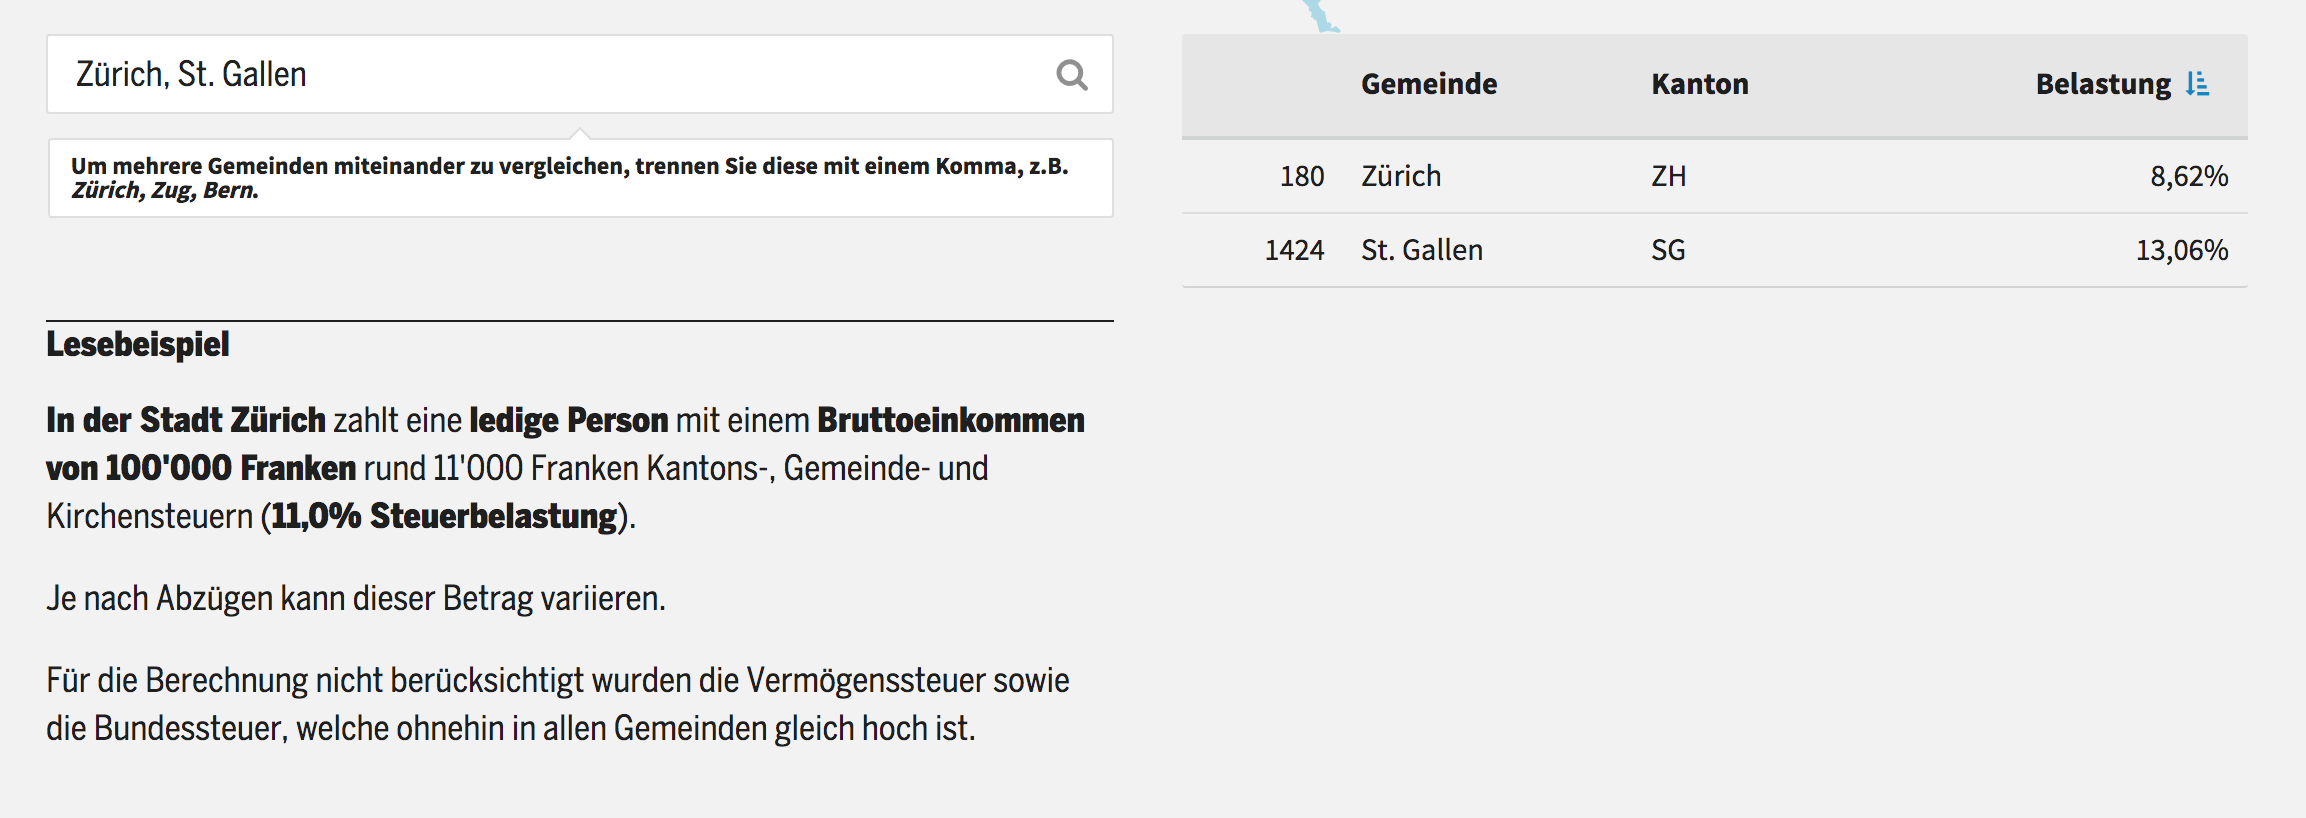 Zürich, St. Gallen
Um mehrere Gemeinden miteinander zu vergleichen, trennen Sie diese mit einem Komma, z.B.
Zürich, Zug, Bern.
Lesebeispiel
In der Stadt Zürich zahlt eine ledige Person mit einem Bruttoeinkommen
von 100'000 Franken rund 11'000 Franken Kantons-, Gemeinde- und
Kirchensteuern (11,0% Steuerbelastung).
Je nach Abzügen kann dieser Betrag variieren.
Für die Berechnung nicht berücksichtigt wurden die Vermögenssteuer sowie
die Bundessteuer, welche ohnehin in allen Gemeinden gleich hoch ist.
Gemeinde Kanton Belastung
180 Zürich ZH 8,62%
1424 St. Gallen SG 13,06%